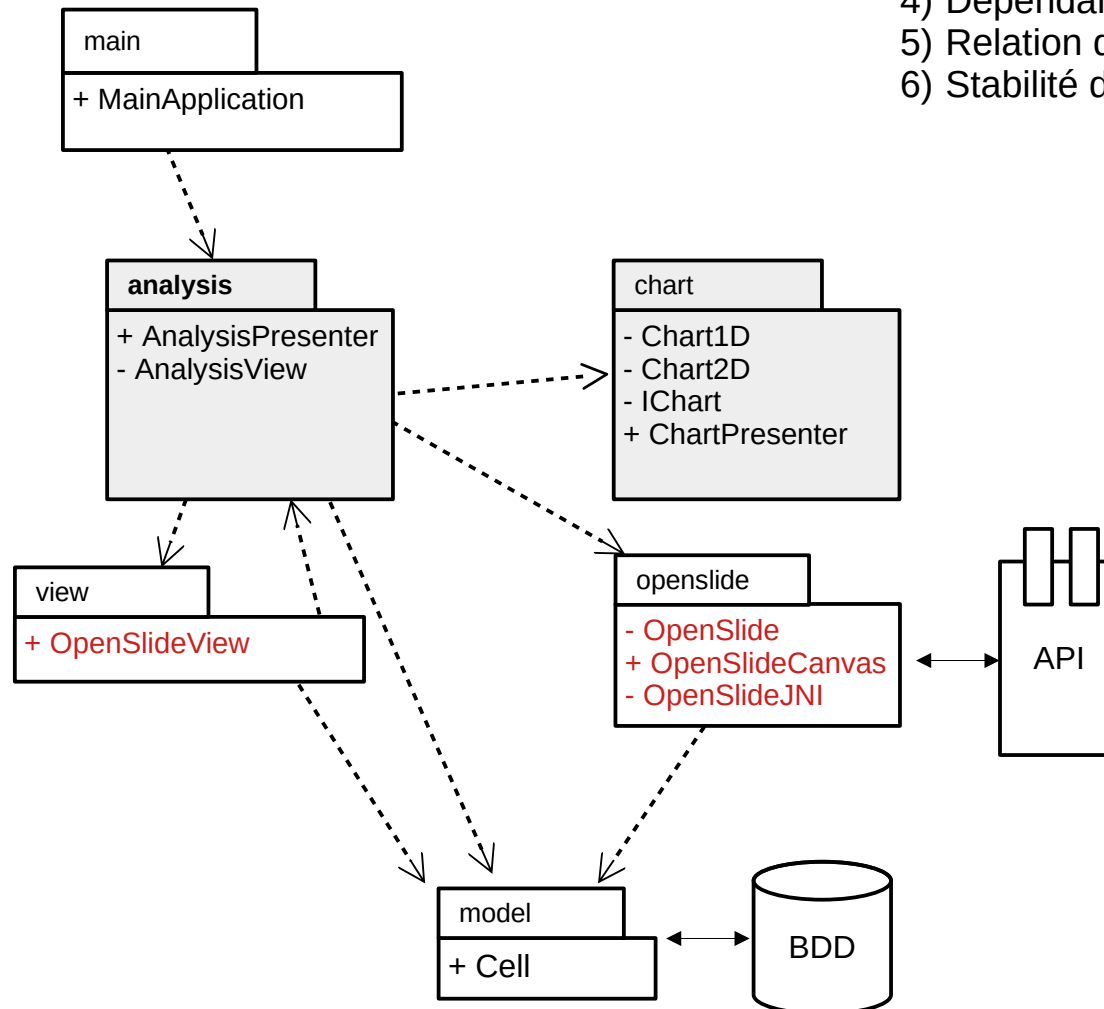 4)
5) Relation
6) Stabilité
main
+ MainApplication
analysis
+ AnalysisPresenter
- AnalysisView
chart
- Chart1D
- Chart2D
- IChart
+ ChartPresenter
view
+ OpenSlideView
openslide
- OpenSlide
+ OpenSlideCanvas
- OpenSlideJNI
API
model
+ Cell
BDD